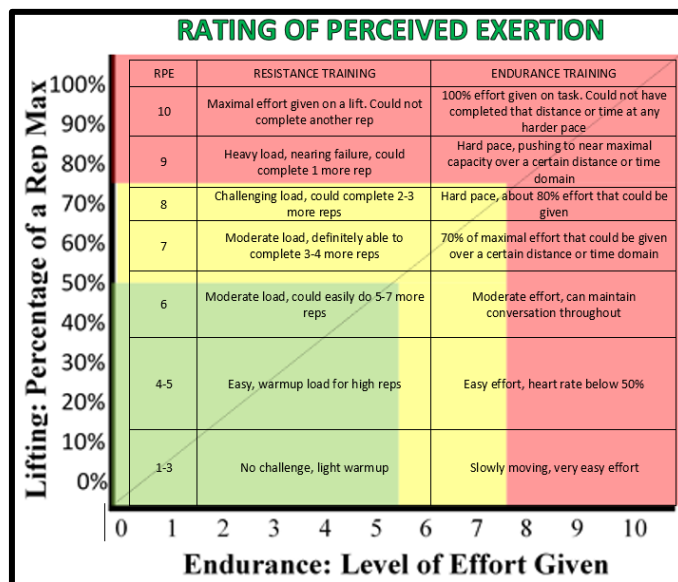 RATING OF PERCEIVED EXERTION
Lifting: Percentage of a Rep Max
100%
90%
80%
70%
60%
50%
40%
30%
20%
10%
0%
RPE
RESISTANCE TRAINING
ENDURANCE TRAINING
10
Maximal effort given on a lift. Could not
complete another rep
100% effort given on task. Could not have
completed that distance or time at any
harder pace
9
Heavy load, nearing failure, could
complete 1 more rep
Hard pace, pushing to near maximal
capacity over a certain distance or time
domain
8
Challenging load, could complete 2-3
more reps
Hard pace, about 80% effort that could be
given
7
Moderate load, definitely able to
complete 3-4 more reps
70% of maximal effort that could be given
over a certain distance or time domain
6
Moderate load, could easily do 5-7 more
reps
Moderate effort, can maintain
conversation throughout
4-5
Easy, warmup load for high reps
Easy effort, heart rate below 50%
1-3
No challenge, light warmup
Slowly moving, very easy effort
0 1 2 3 4 5 6 7 8 9 10
Endurance: Level of Effort Given